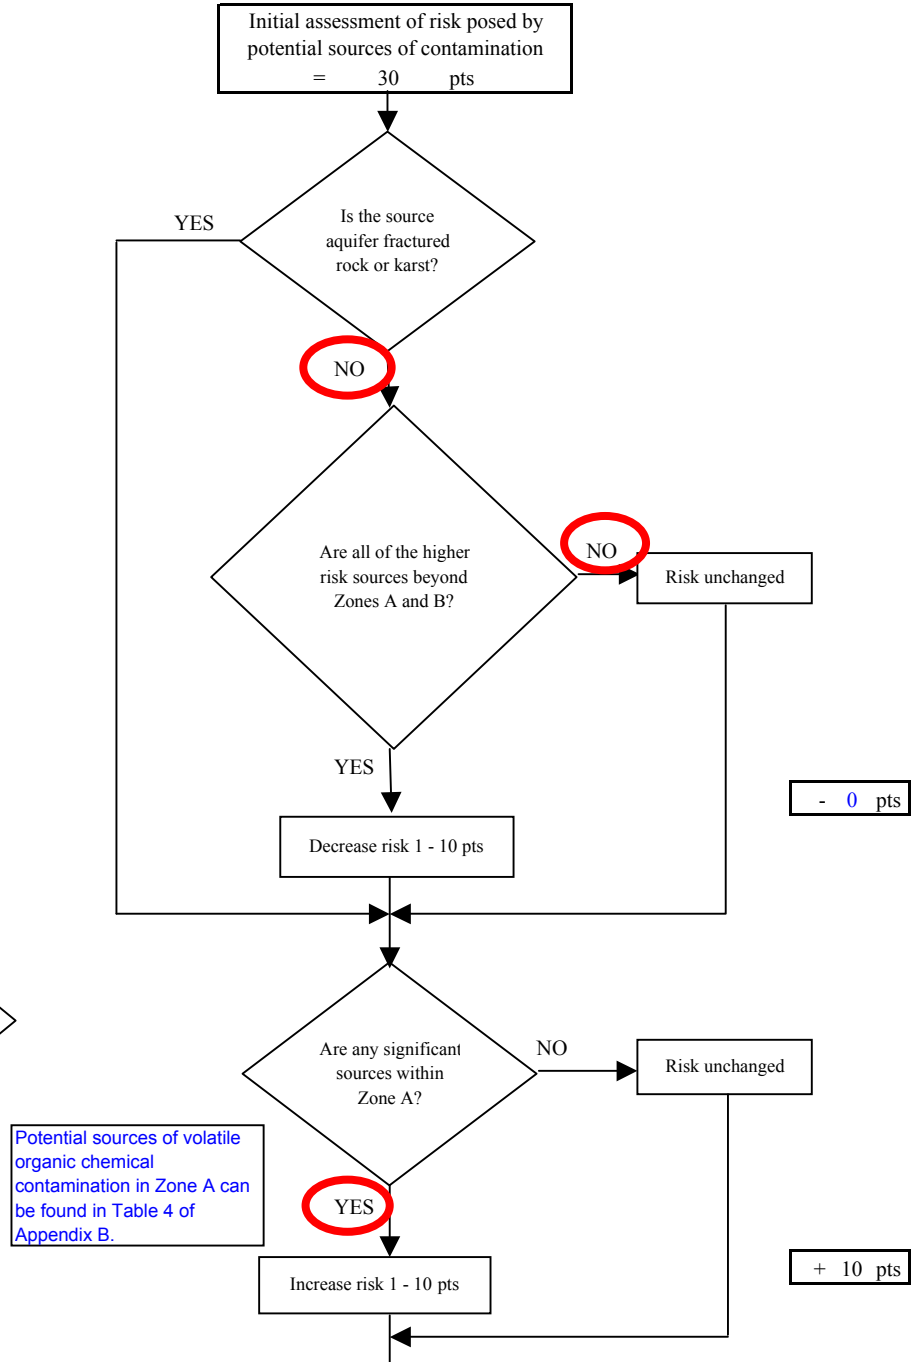 Initial assessment of risk posed by
potential sources of contamination
= 30 pts
YES
Is the source
aquifer fractured
rock or karst?
NO
Are all of the higher
risk sources beyond
Zones A and B?
NO
Risk unchanged
YES
- 0 pts
Decrease risk 1 - 10 pts
Are any significant
sources within
Zone A?
NO
Risk unchanged
Potential sources of volatile
organic chemical
contamination in Zone A can
be found in Table 4 of
Appendix B.
YES
+ 10 pts
Increase risk 1 - 10 pts